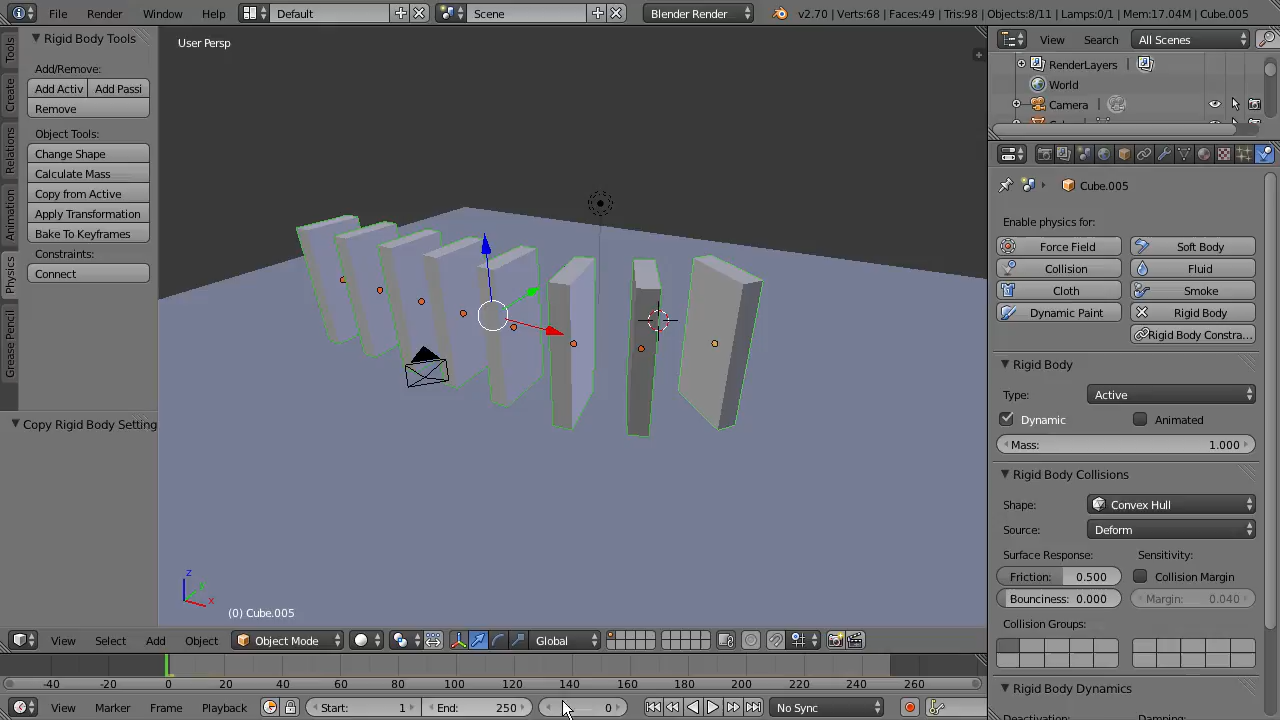 File Render Window Help Default Scene Blender Render v2.70 | Verts:68 | Faces:49 | Tris:98 | Objects:8/11 | Lamps:0/1 | Mem:17.04M | Cube.005
Rigid Body Tools
Add/Remove:
Add Activ Add Passi
Remove
Object Tools:
Change Shape
Calculate Mass
Copy from Active
Apply Transformation
Bake To Keyframes
Constraints:
Connect
Copy Rigid Body Setting
Tools
Create
Relations
Animation
Physics
Grease Pencil
User Persp
z
y
x
(0) Cube.005
View Search All Scenes
RenderLayers
World
Camera
Cube.005
Enable physics for:
Force Field Soft Body
Collision Fluid
Cloth Smoke
Dynamic Paint Rigid Body
Rigid Body Constra...
Rigid Body
Type: Active
Dynamic Animated
Mass: 1.000
Rigid Body Collisions
Shape: Convex Hull
Source: Deform
Surface Response: Sensitivity:
Friction: 0.500 Collision Margin
Bounciness: 0.000 Margin: 0.040
Collision Groups:
Rigid Body Dynamics
View Select Add Object Object Mode Global
-40 -20 0 20 40 60 80 100 120 140 160 180 200 220 240 260
View Marker Frame Playback Start: 1 End: 250 0 No Sync